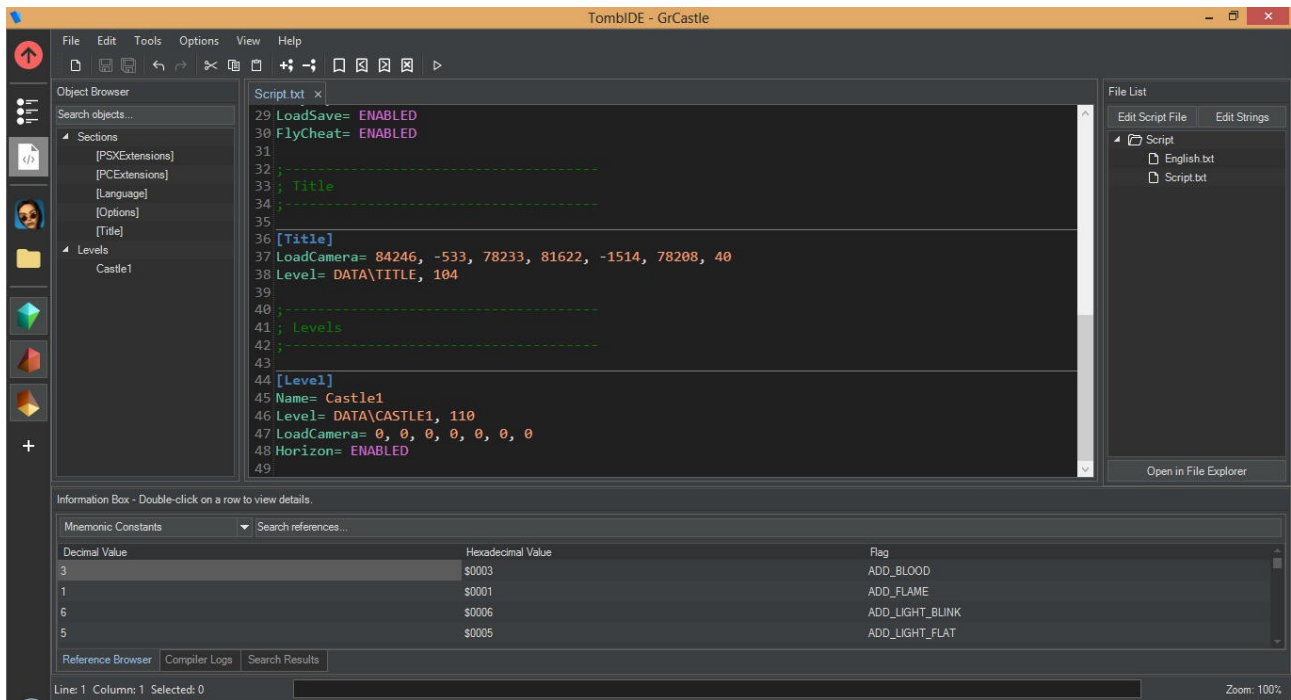 TombIDE - GrCastle
File Edit Tools Options View Help
Object Browser
Search objects...
Sections
[PSXExtensions]
[PCExtensions]
[Language]
[Options]
[Title]
Levels
Castle1
Script.txt ×
29 LoadSave= ENABLED
30 FlyCheat= ENABLED
31
32 ;--------------------------------------
33 ; Title
34 ;--------------------------------------
35
36 [Title]
37 LoadCamera= 84246, -533, 78233, 81622, -1514, 78208, 40
38 Level= DATA\TITLE, 104
39
40 ;--------------------------------------
41 ; Levels
42 ;--------------------------------------
43
44 [Level]
45 Name= Castle1
46 Level= DATA\CASTLE1, 110
47 LoadCamera= 0, 0, 0, 0, 0, 0, 0
48 Horizon= ENABLED
49
File List
Edit Script File Edit Strings
Script
English.txt
Script.txt
Open in File Explorer
Information Box - Double-click on a row to view details.
Mnemonic Constants Search references...
Decimal Value Hexadecimal Value Flag
3 $0003 ADD_BLOOD
1 $0001 ADD_FLAME
6 $0006 ADD_LIGHT_BLINK
5 $0005 ADD_LIGHT_FLAT
Reference Browser Compiler Logs Search Results
Line: 1 Column: 1 Selected: 0 Zoom: 100%